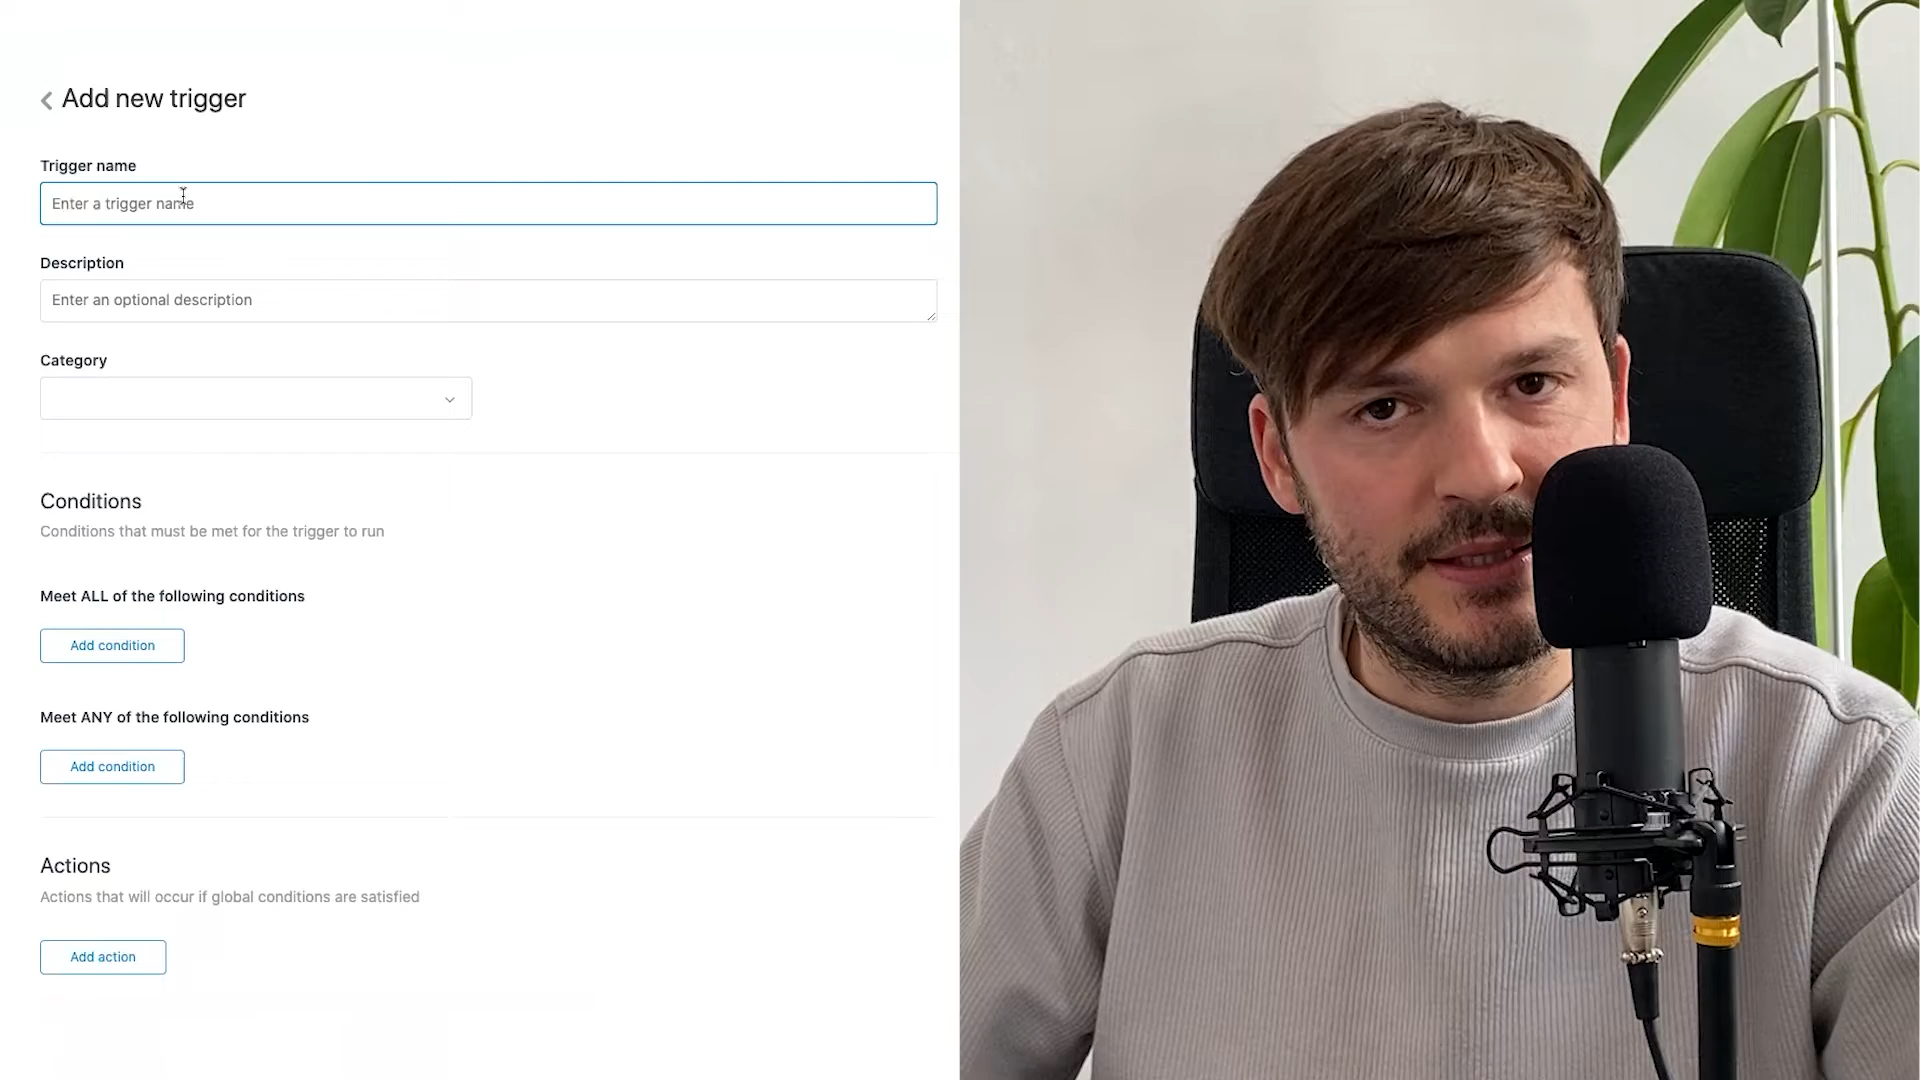 Add new trigger
Trigger name
Enter a trigger name
Description
Enter an optional description
Category
Conditions
Conditions that must be met for the trigger to run
Meet ALL of the following conditions
Add condition
Meet ANY of the following conditions
Add condition
Actions
Actions that will occur if global conditions are satisfied
Add action